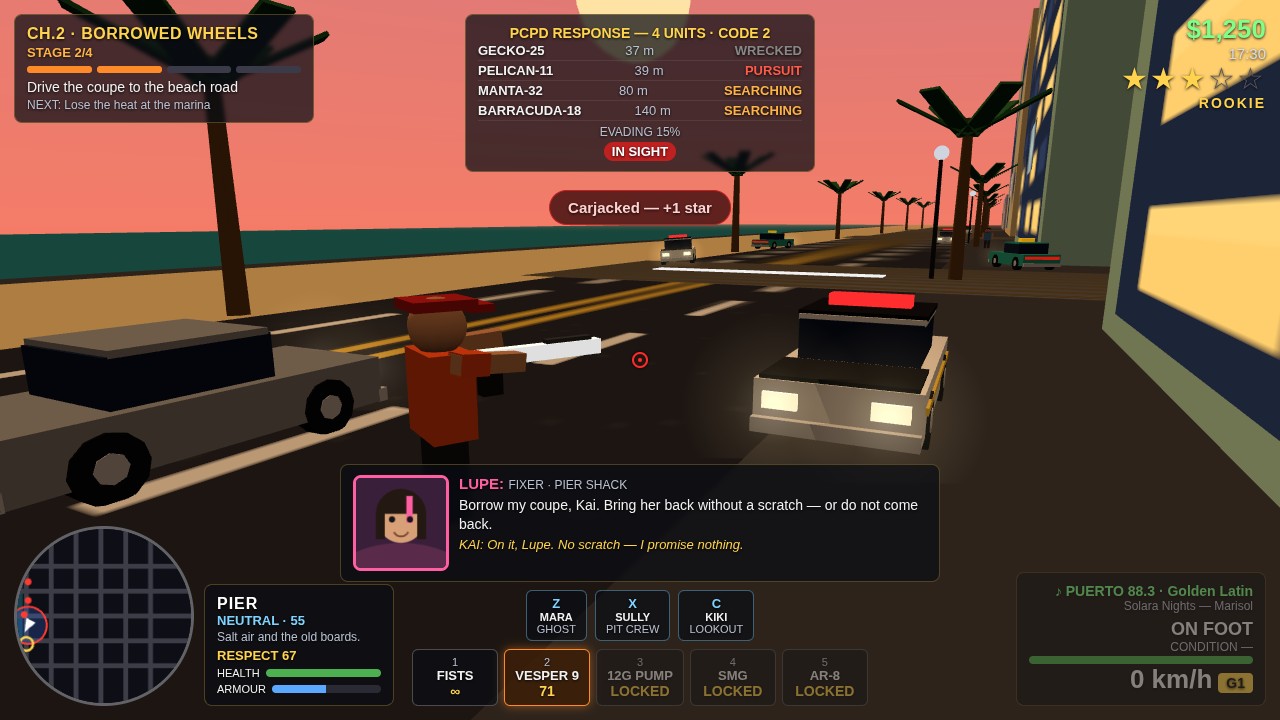 CH.2 · BORROWED WHEELS
STAGE 2/4
Drive the coupe to the beach road
NEXT: Lose the heat at the marina
PCPD RESPONSE — 4 UNITS · CODE 2
GECKO-25 37 m WRECKED
PELICAN-11 39 m PURSUIT
MANTA-32 80 m SEARCHING
BARRACUDA-18 140 m SEARCHING
EVADING 15%
IN SIGHT
$1,250
17:30
ROOKIE
Carjacked — +1 star
LUPE: FIXER · PIER SHACK
Borrow my coupe, Kai. Bring her back without a scratch — or do not come
back.
KAI: On it, Lupe. No scratch — I promise nothing.
PIER
NEUTRAL · 55
Salt air and the old boards.
RESPECT 67
HEALTH
ARMOUR
Z
MARA
GHOST
X
SULLY
PIT CREW
C
KIKI
LOOKOUT
1
FISTS
∞
2
VESPER 9
71
3
12G PUMP
LOCKED
4
SMG
LOCKED
5
AR-8
LOCKED
♪ PUERTO 88.3 · Golden Latin
Solara Nights — Marisol
ON FOOT
CONDITION —
0 km/h G1